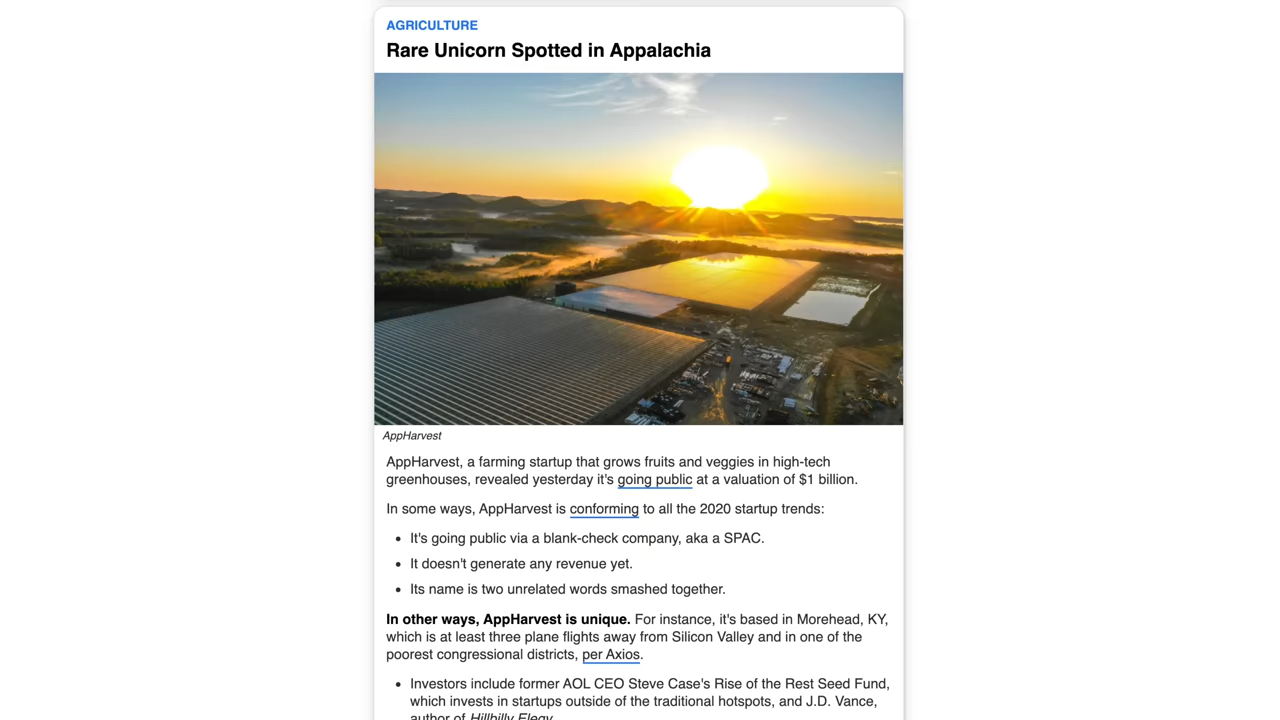 AGRICULTURE
Rare Unicorn Spotted in Appalachia
AppHarvest
AppHarvest, a farming startup that grows fruits and veggies in high-tech
greenhouses, revealed yesterday it's going public at a valuation of $1 billion.
In some ways, AppHarvest is conforming to all the 2020 startup trends:
• It's going public via a blank-check company, aka a SPAC.
• It doesn't generate any revenue yet.
• Its name is two unrelated words smashed together.
In other ways, AppHarvest is unique. For instance, it's based in Morehead, KY,
which is at least three plane flights away from Silicon Valley and in one of the
poorest congressional districts, per Axios.
• Investors include former AOL CEO Steve Case's Rise of the Rest Seed Fund,
which invests in startups outside of the traditional hotspots, and J.D. Vance,
author of Hillbilly Elegy